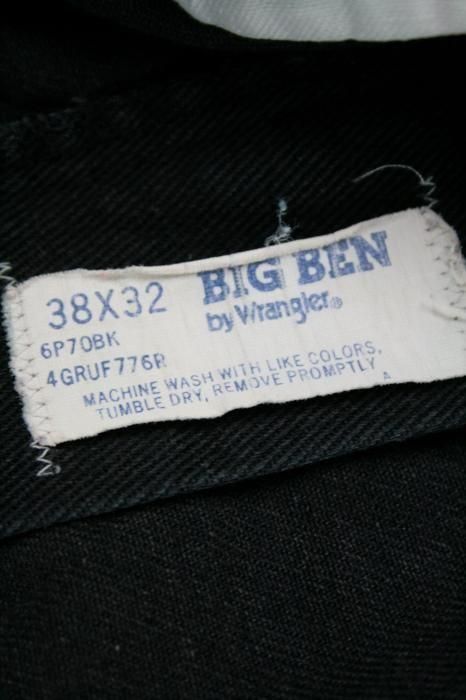 BIG BEN
by Wrangler®
38X32
6P70BK
4GRUF776R
MACHINE WASH WITH LIKE COLORS,
TUMBLE DRY, REMOVE PROMPTLY